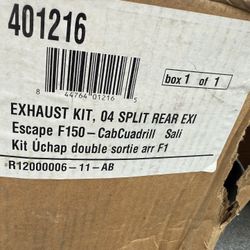 401216
box 1 of 1
8 44764 01216 5
EXHAUST KIT, 04 SPLIT REAR EXI
Escape F150-CabCuadrill Sali
Kit Úchap double sortie arr F1
R12000006-11-AB